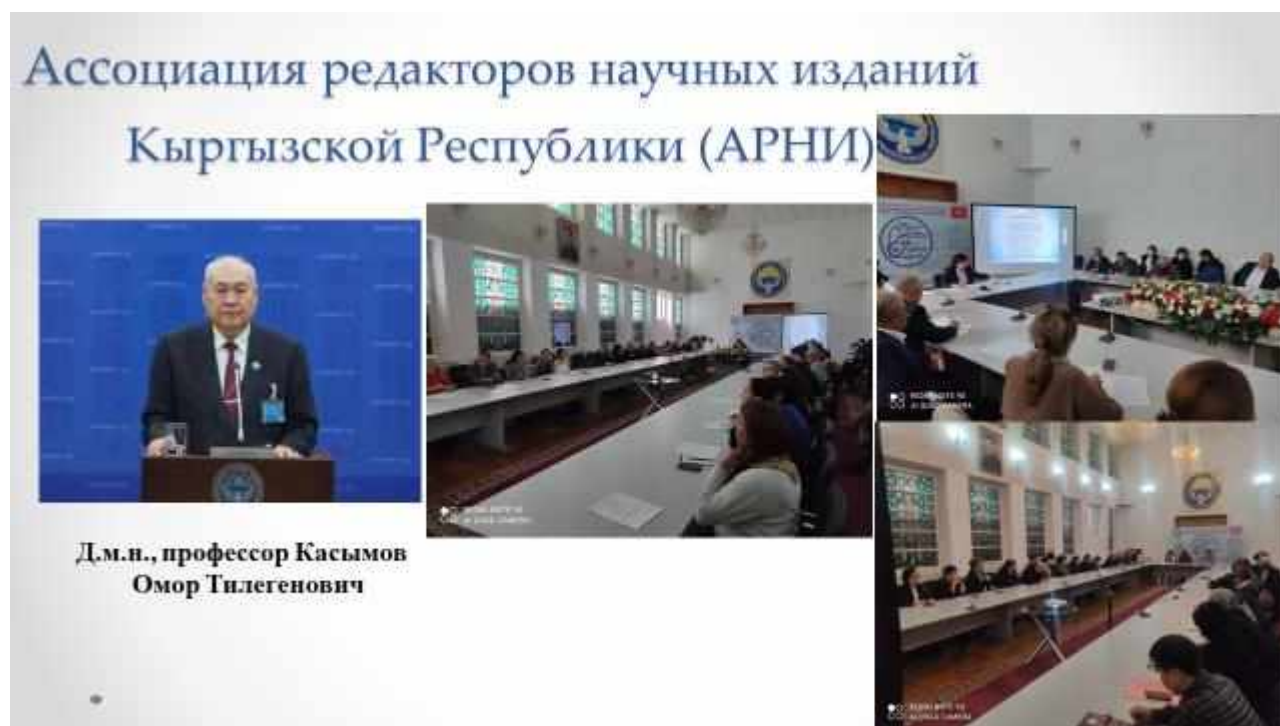 Ассоциация редакторов научных изданий
Кыргызской Республики (АРНИ)
Д.м.н., профессор Касымов
Омор Тилегенович